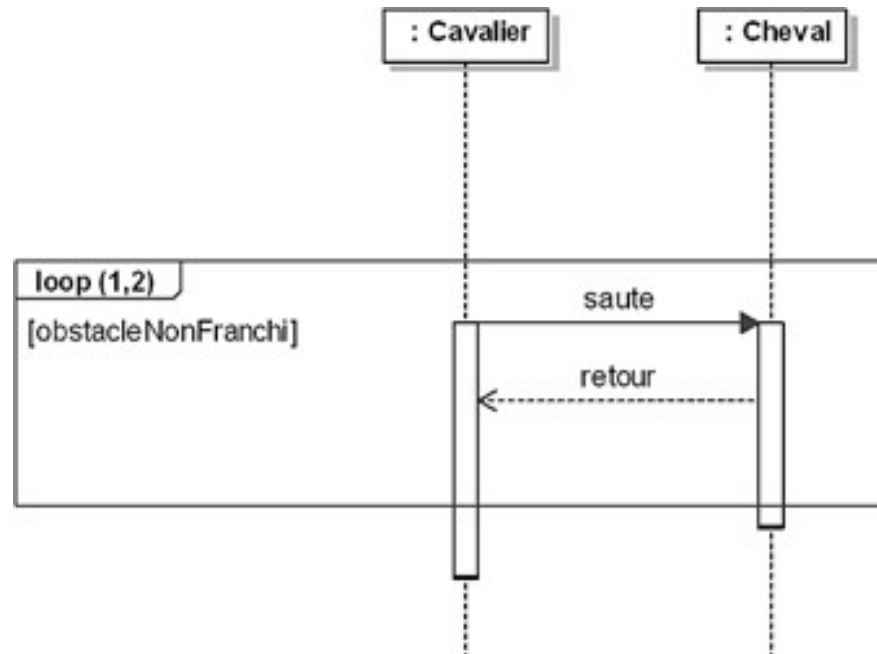 : Cavalier
: Cheval
loop (1,2)
[obstacleNonFranchi]
saute
retour